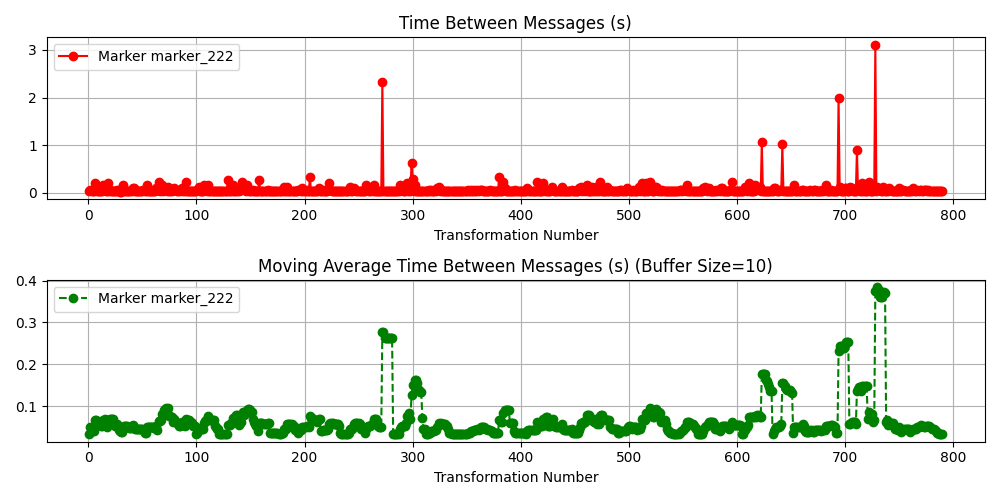 Time Between Messages (s)
3
2
1
0
Marker marker_222
0 100 200 300 400 500 600 700 800
Transformation Number
Moving Average Time Between Messages (s) (Buffer Size=10)
0.4
0.3
0.2
0.1
Marker marker_222
0 100 200 300 400 500 600 700 800
Transformation Number